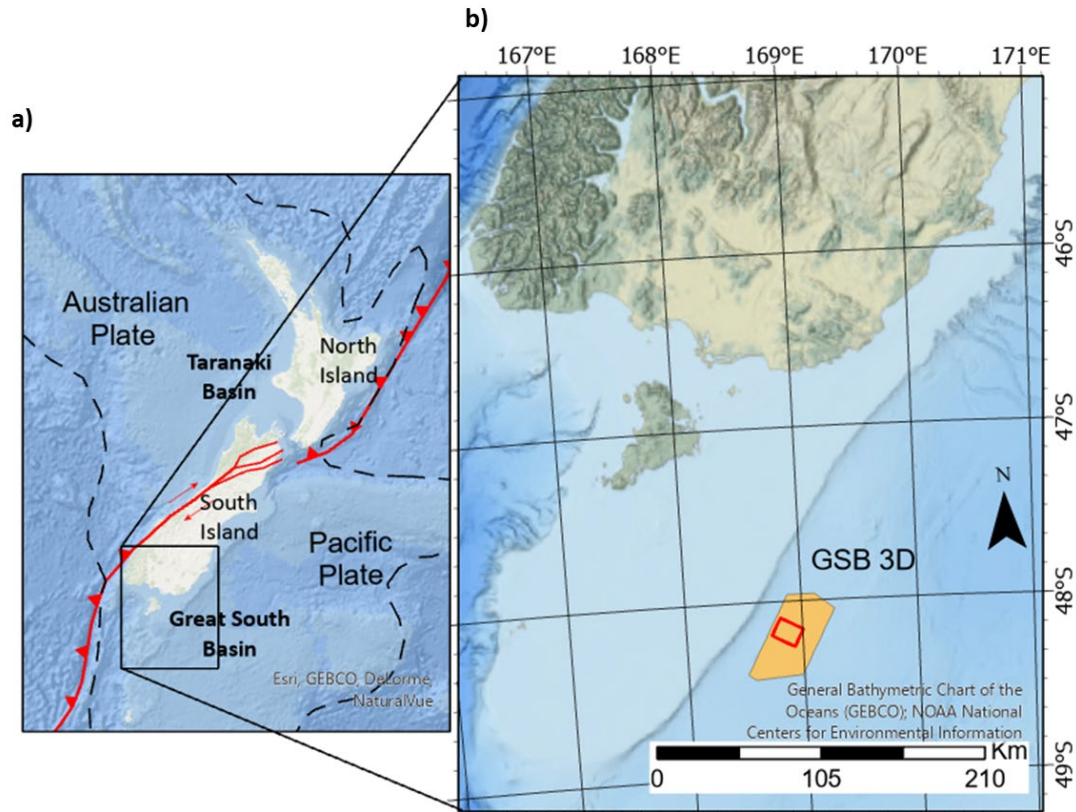 b)
167°E 168°E 169°E 170°E 171°E
a)
Australian
Plate
Taranaki
Basin
North
Island
South
Island
Pacific
Plate
Great South
Basin
Esri, GEBCO, DeLorme,
NaturalVue
46°S
47°S
N
GSB 3D
48°S
General Bathymetric Chart of the
Oceans (GEBCO); NOAA National
Centers for Environmental Information
Km
0 105 210
49°S